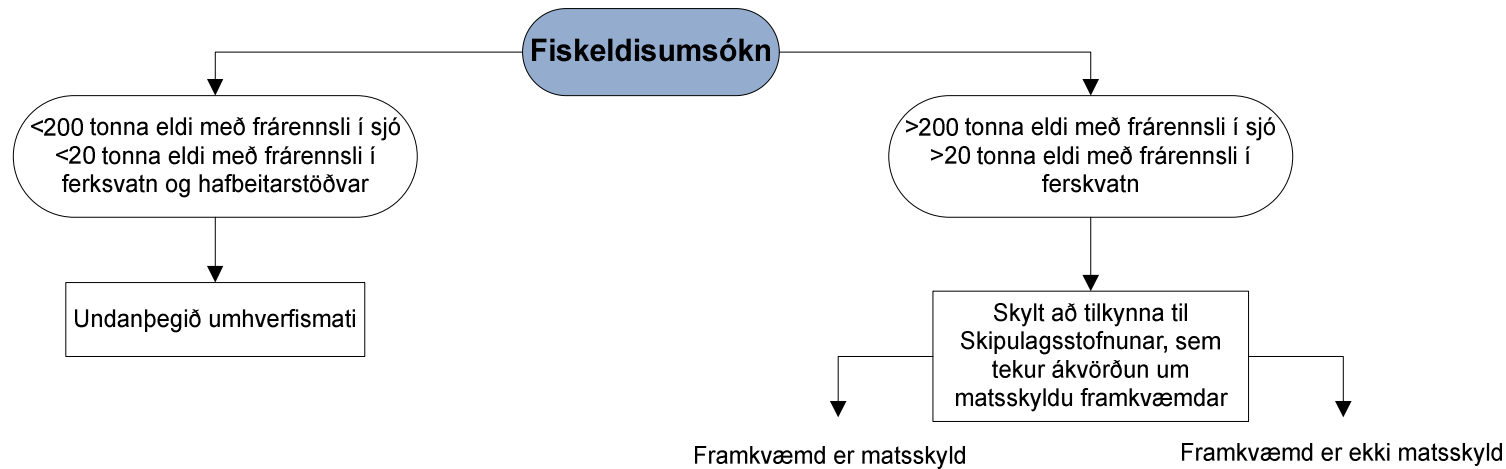 Fiskeldisumsókn
<200 tonna eldi með frárennsli í sjó
<20 tonna eldi með frárennsli í
ferksvatn og hafbeitarstöðvar
>200 tonna eldi með frárennsli í sjó
>20 tonna eldi með frárennsli í
ferskvatn
Undanþegið umhverfismati
Skylt að tilkynna til
Skipulagsstofnunar, sem
tekur ákvörðun um
matsskyldu framkvæmdar
Framkvæmd er matsskyld
Framkvæmd er ekki matsskyld